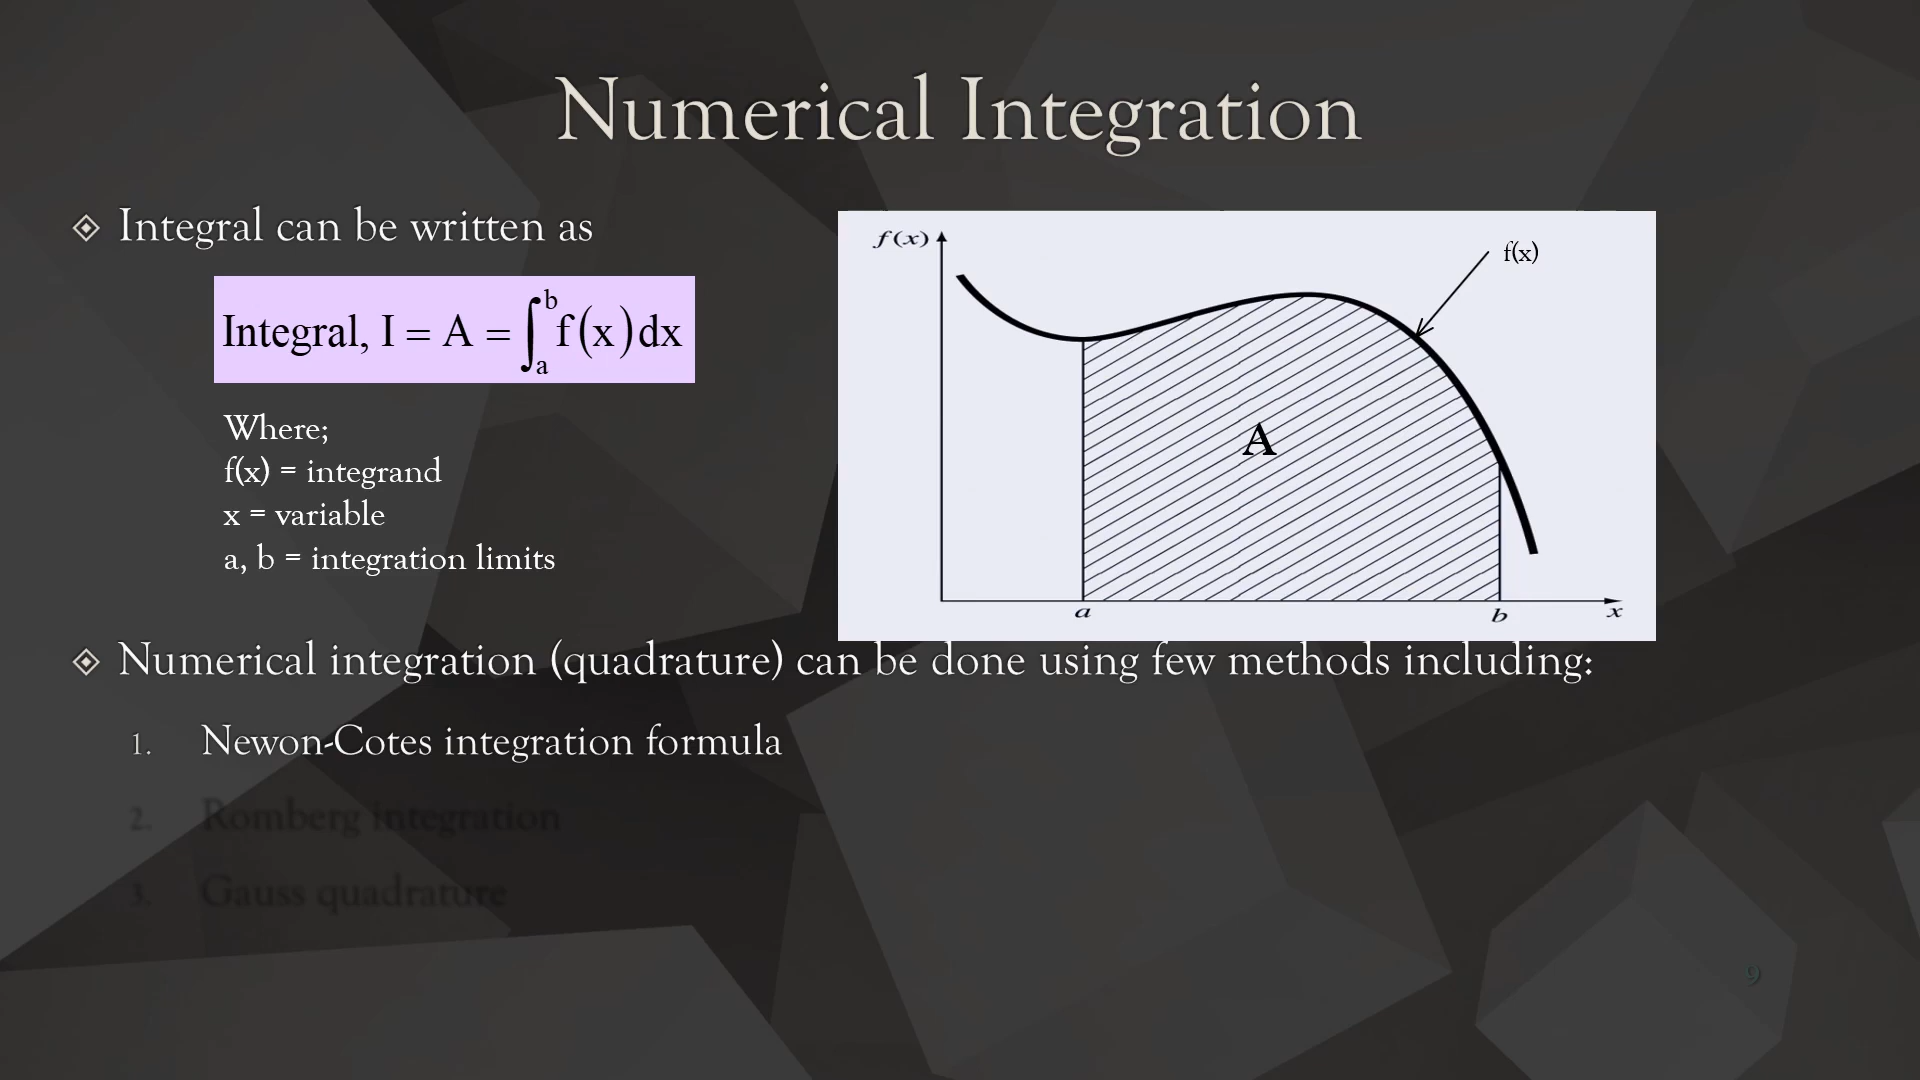 Numerical Integration
Integral can be written as
Integral, I = A = ∫_a^b f(x) dx
Where;
f(x) = integrand
x = variable
a, b = integration limits
f(x)
f(x)
A
a
b
x
Numerical integration (quadrature) can be done using few methods including:
1. Newon-Cotes integration formula
2. Romberg integration
3. Gauss quadrature
9